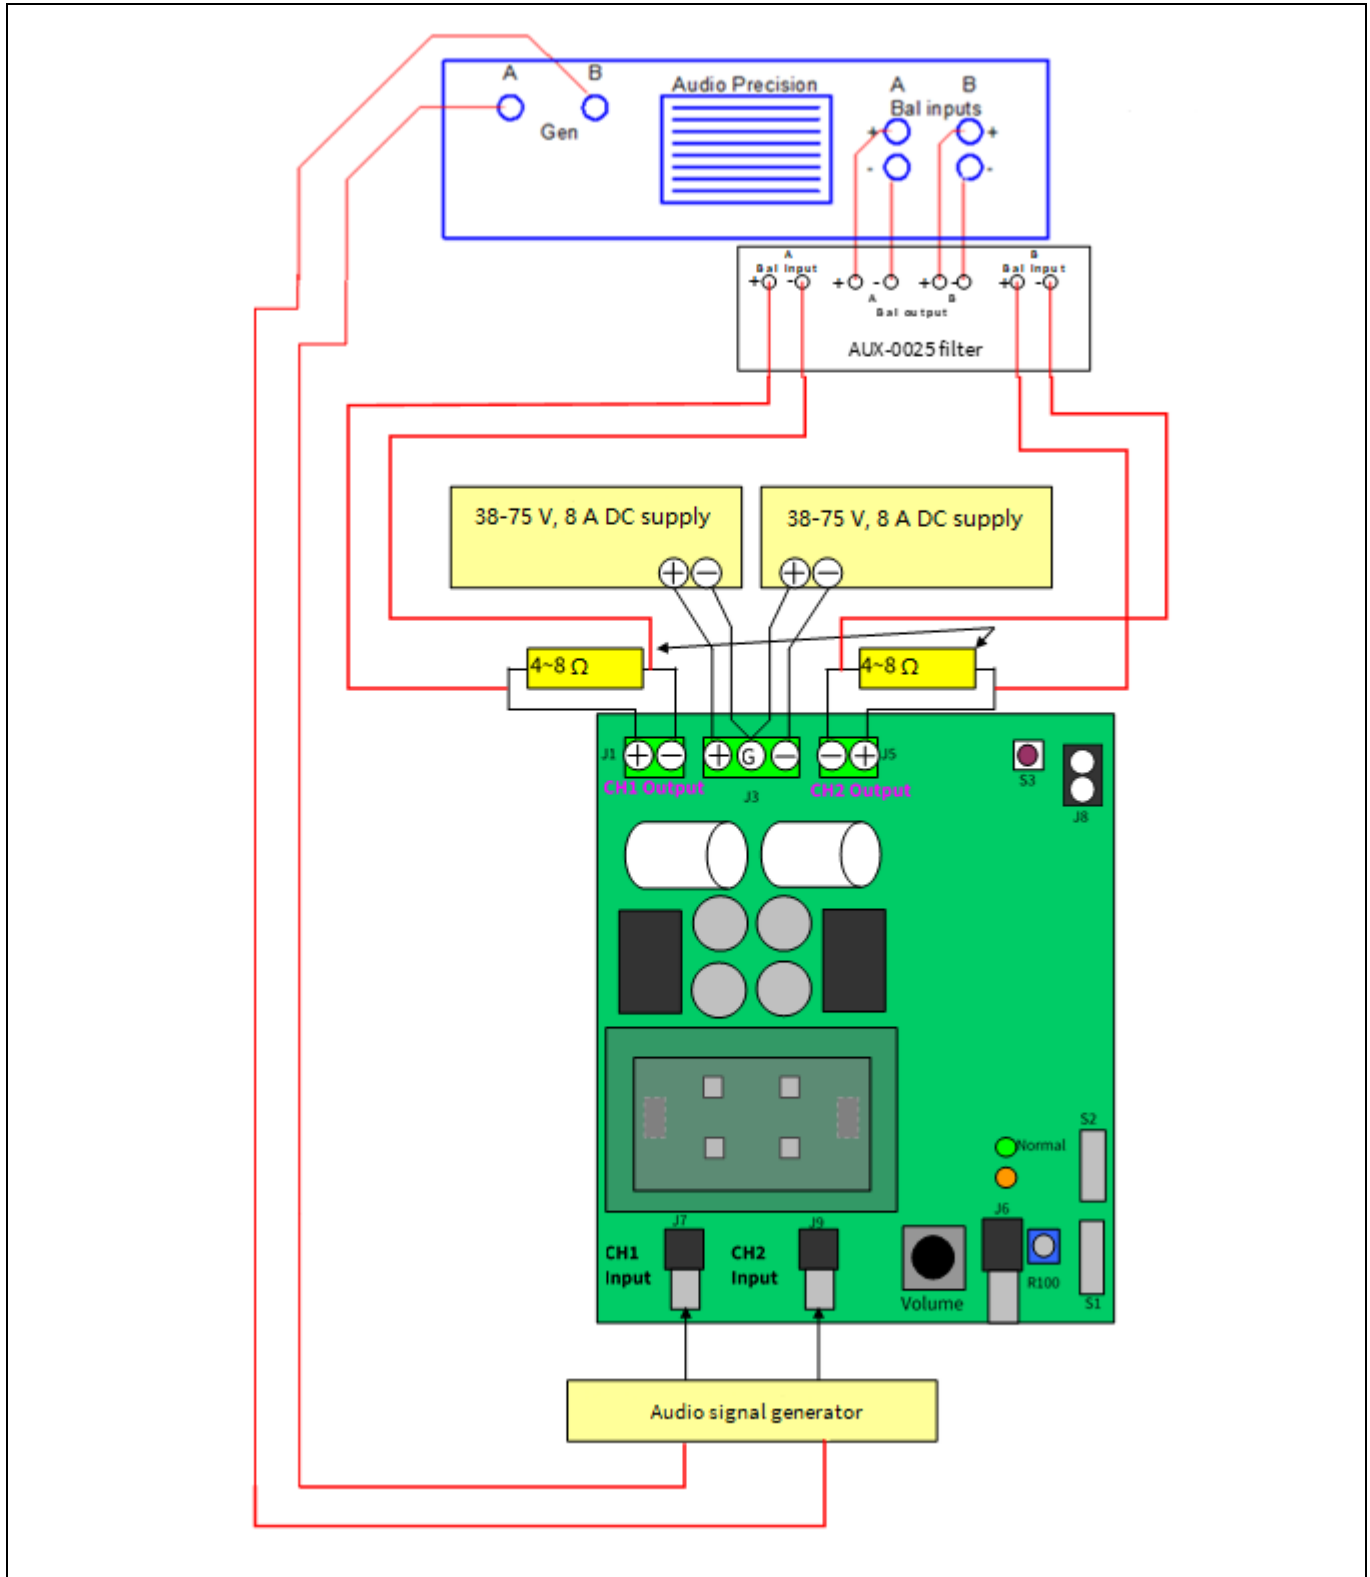 A B
Audio Precision
A B
Bal inputs
Gen
+ +
- -
A
Bal Input
B
Bal Input
+ - + - + - + -
A B
Bal output
AUX-0025 filter
38-75 V, 8 A DC supply
38-75 V, 8 A DC supply
+ − + −
4~8 Ω
4~8 Ω
J1 + − + G − − + J5
CH1 Output
J3
CH2 Output
S3
J8
S2
Normal
J7
J9
J6
CH1
Input
CH2
Input
Volume
R100
S1
Audio signal generator